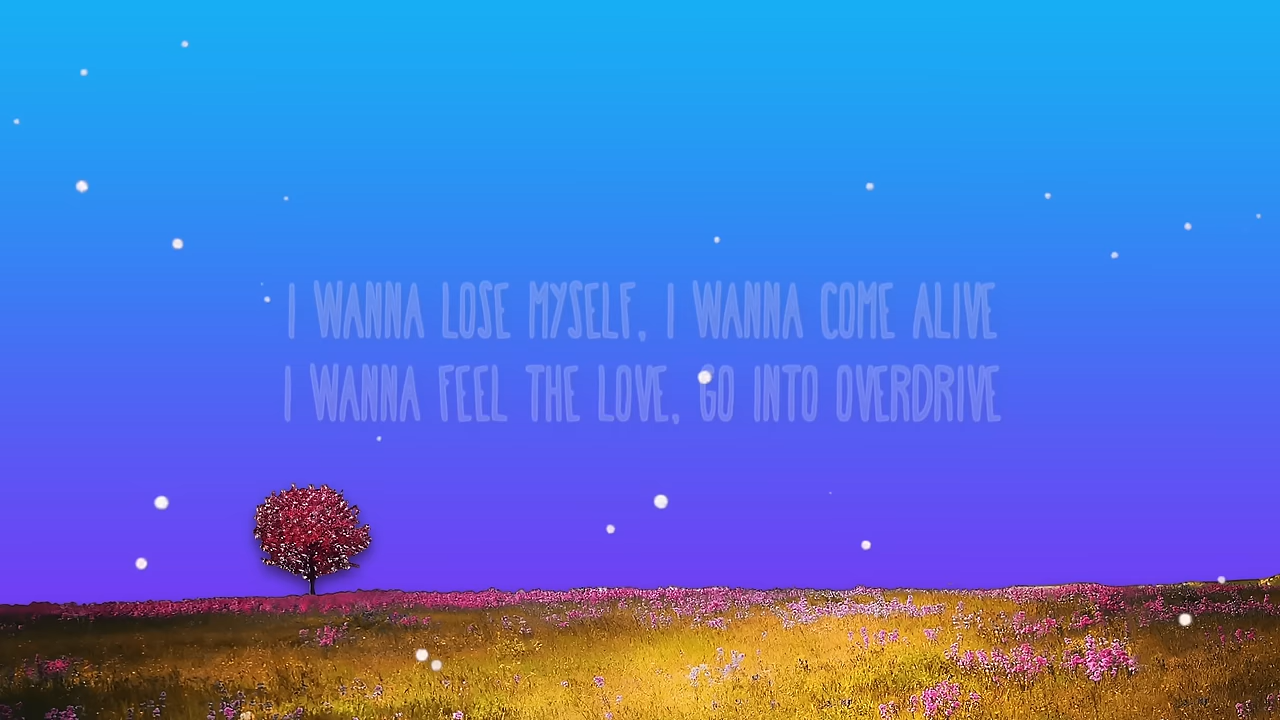 I WANNA LOSE MYSELF, I WANNA COME ALIVE
I WANNA FEEL THE LOVE, GO INTO OVERDRIVE